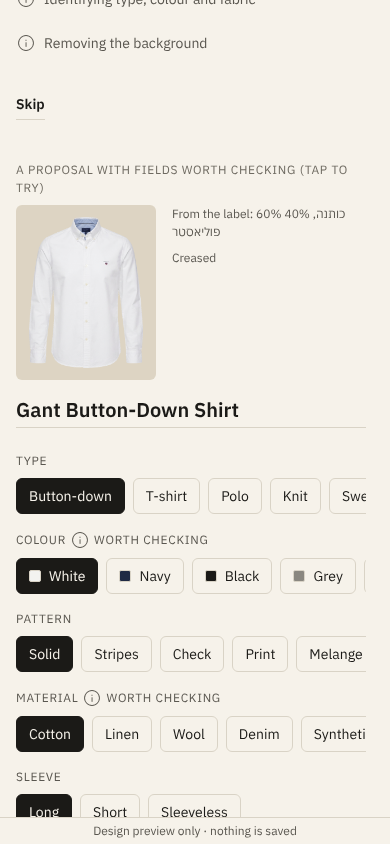 Identifying type, colour and fabric
Removing the background
Skip
A PROPOSAL WITH FIELDS WORTH CHECKING (TAP TO
TRY)
From the label: 60% כותנה, 40%
פוליאסטר
Creased
Gant Button-Down Shirt
TYPE
Button-down T-shirt Polo Knit Swe
COLOUR WORTH CHECKING
White Navy Black Grey
PATTERN
Solid Stripes Check Print Melange
MATERIAL WORTH CHECKING
Cotton Linen Wool Denim Syntheti
SLEEVE
Long Short Sleeveless
Design preview only · nothing is saved